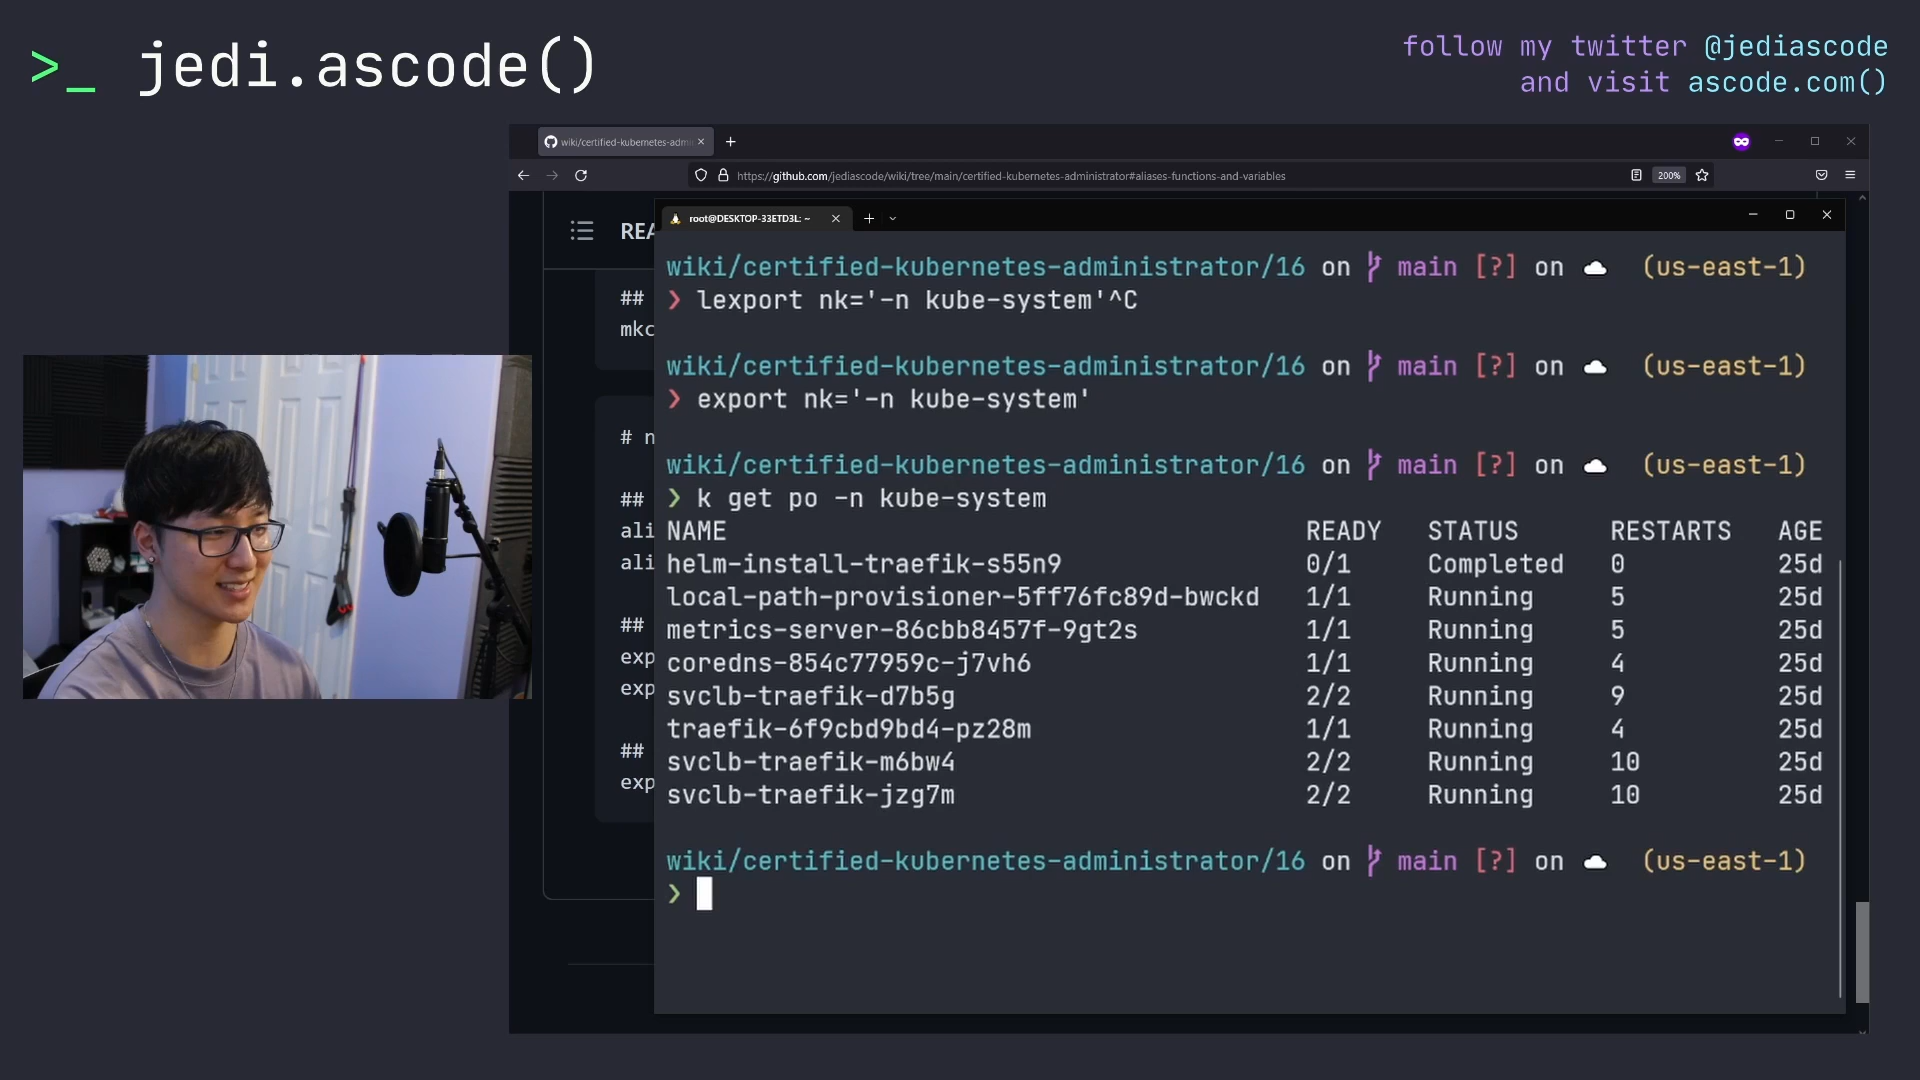 >_ jedi.ascode()
follow my twitter @jediascode
and visit ascode.com()
wiki/certified-kubernetes-admi
https://github.com/jediascode/wiki/tree/main/certified-kubernetes-administrator#aliases-functions-and-variables
200%
REA
##
mkc
# n
##
ali
ali
##
exp
exp
##
exp
root@DESKTOP-33ETD3L: ~
wiki/certified-kubernetes-administrator/16 on main [?] on (us-east-1)
❯ lexport nk='-n kube-system'^C
wiki/certified-kubernetes-administrator/16 on main [?] on (us-east-1)
❯ export nk='-n kube-system'
wiki/certified-kubernetes-administrator/16 on main [?] on (us-east-1)
❯ k get po -n kube-system
NAME READY STATUS RESTARTS AGE
helm-install-traefik-s55n9 0/1 Completed 0 25d
local-path-provisioner-5ff76fc89d-bwckd 1/1 Running 5 25d
metrics-server-86cbb8457f-9gt2s 1/1 Running 5 25d
coredns-854c77959c-j7vh6 1/1 Running 4 25d
svclb-traefik-d7b5g 2/2 Running 9 25d
traefik-6f9cbd9bd4-pz28m 1/1 Running 4 25d
svclb-traefik-m6bw4 2/2 Running 10 25d
svclb-traefik-jzg7m 2/2 Running 10 25d
wiki/certified-kubernetes-administrator/16 on main [?] on (us-east-1)
❯